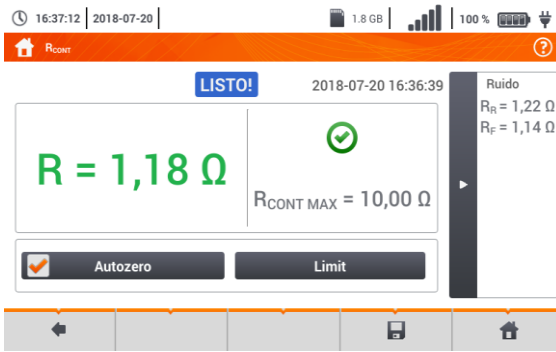 16:37:12 2018-07-20 1.8 GB 100 %
RCONT ?
LISTO! 2018-07-20 16:36:39
R = 1,18 Ω
RCONT MAX = 10,00 Ω
Ruido
RR = 1,22 Ω
RF = 1,14 Ω
Autozero Limit